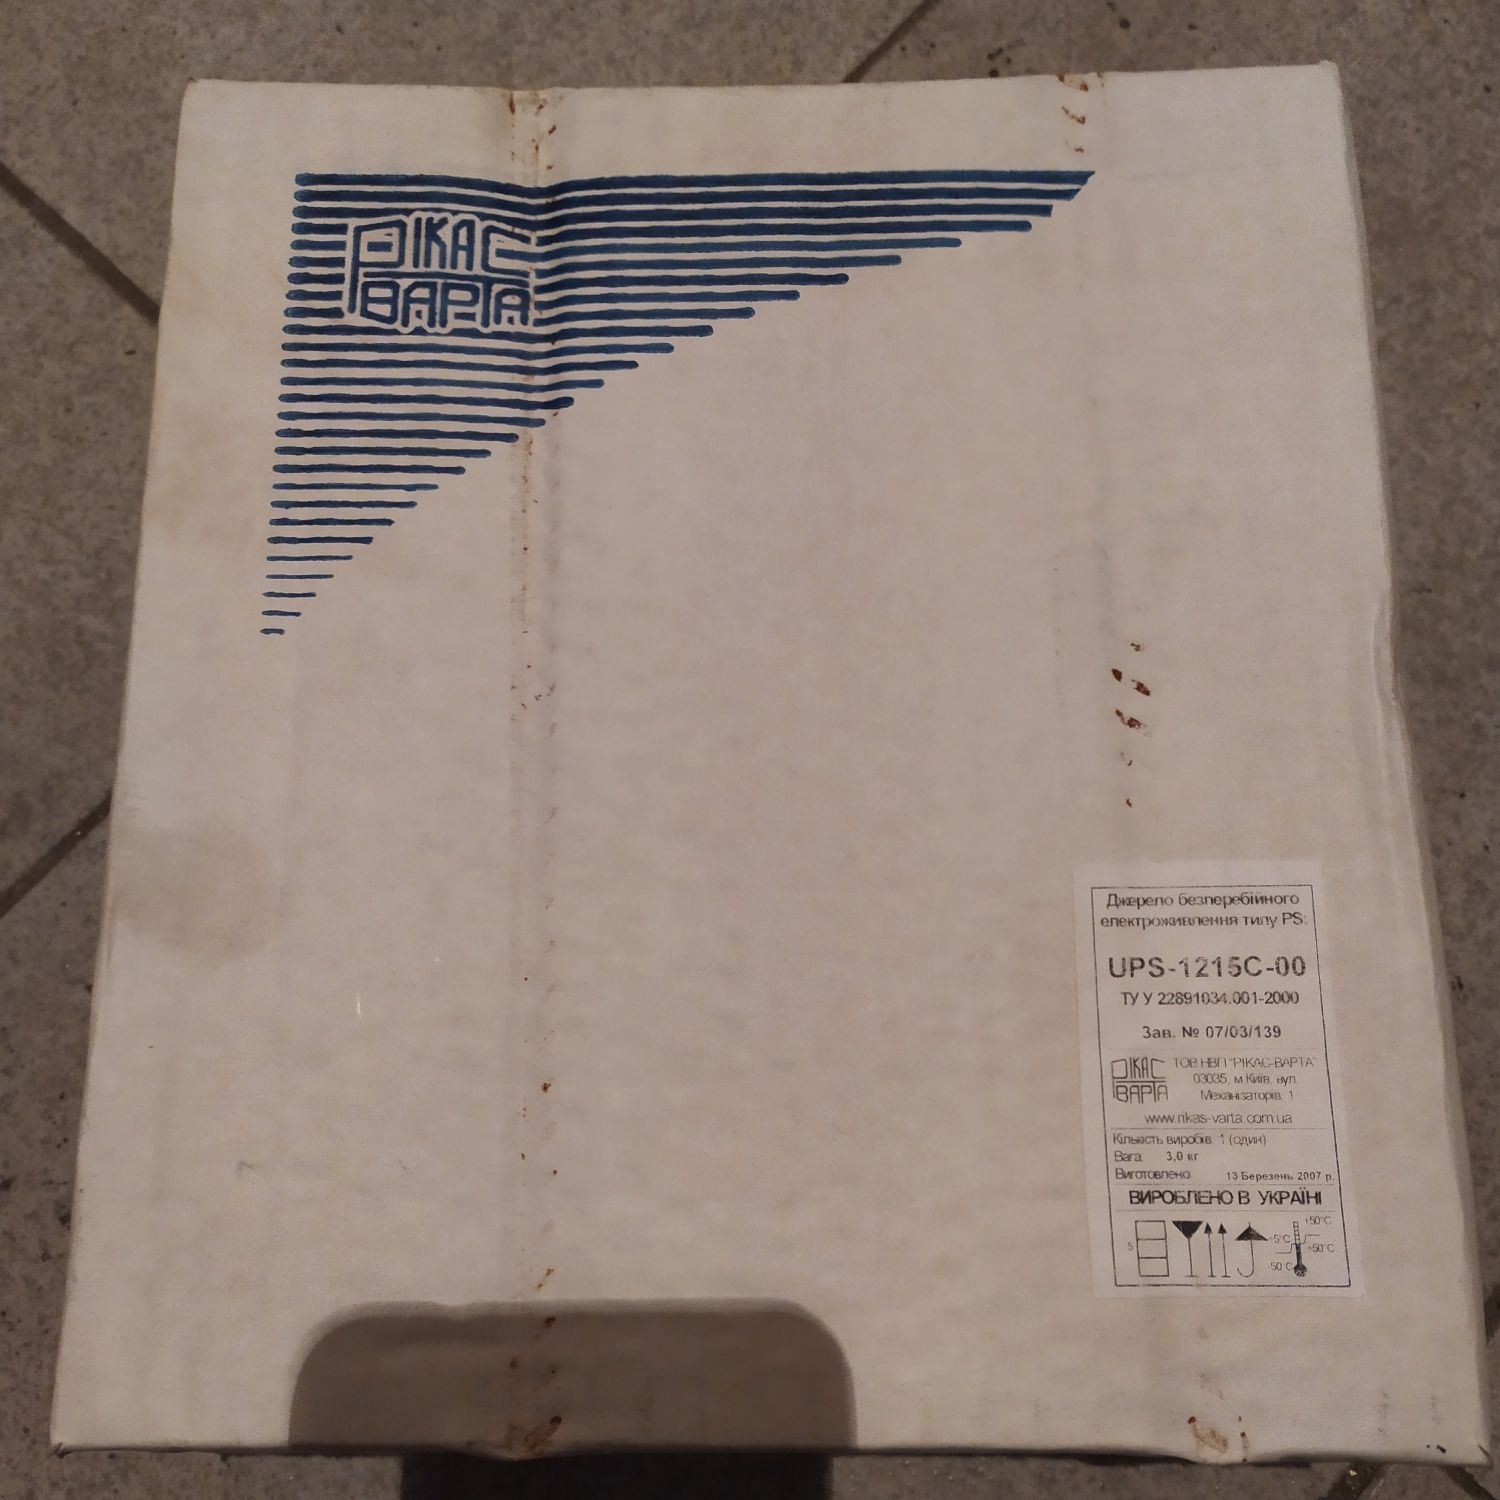 РІКАС
ВАРТА
Джерело безперебійного
електроживлення типу PS:
UPS-1215C-00
ТУ У 22891034.001-2000
Зав. № 07/03/139
РІКАС
ВАРТА
ТОВ НВП "РІКАС-ВАРТА"
03035, м.Київ, вул.
Механізаторів, 1
www.rikas-varta.com.ua
Кількість виробів: 1 (один)
Вага: 3,0 кг
Виготовлено: 13 Березень 2007 р.
ВИРОБЛЕНО В УКРАЇНІ
5
+50°C
+5°C
+50°C
-50°C